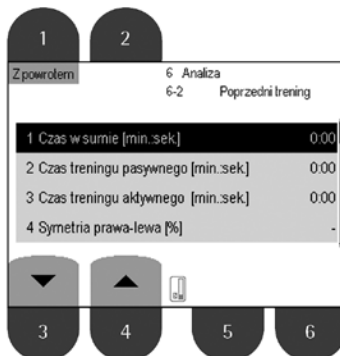 1 2
Z powrotem 6 Analiza
6-2 Poprzedni trening
1 Czas w sumie [min.:sek.] 0:00
2 Czas treningu pasywnego [min.:sek.] 0:00
3 Czas treningu aktywnego [min.:sek.] 0:00
4 Symetria prawa-lewa [%] -
3 4 5 6